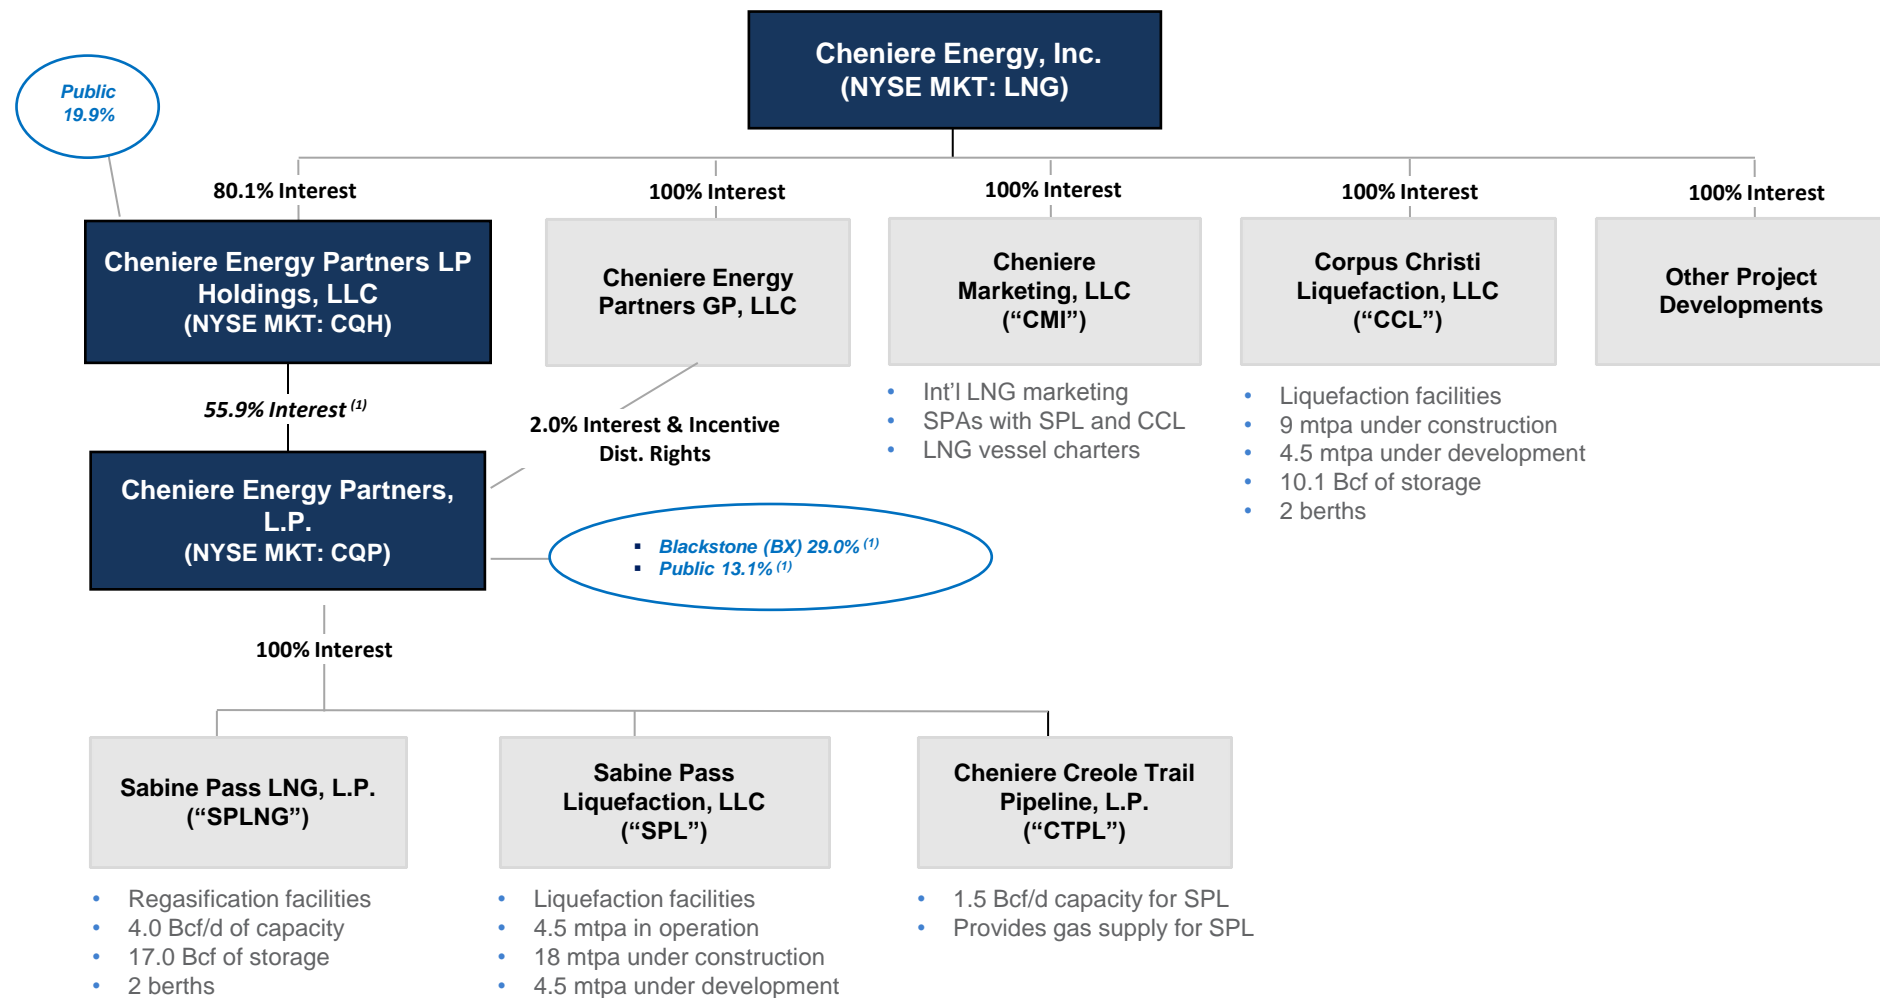 Cheniere Energy, Inc.
(NYSE MKT: LNG)
Public
19.9%
80.1% Interest
100% Interest
100% Interest
100% Interest
100% Interest
Cheniere Energy Partners LP
Holdings, LLC
(NYSE MKT: CQH)
Cheniere Energy
Partners GP, LLC
Cheniere
Marketing, LLC
(“CMI”)
Corpus Christi
Liquefaction, LLC
(“CCL”)
Other Project
Developments
• Int’l LNG marketing
• SPAs with SPL and CCL
• LNG vessel charters
• Liquefaction facilities
• 9 mtpa under construction
• 4.5 mtpa under development
• 10.1 Bcf of storage
• 2 berths
55.9% Interest (1)
2.0% Interest & Incentive
Dist. Rights
Cheniere Energy Partners,
L.P.
(NYSE MKT: CQP)
▪ Blackstone (BX) 29.0% (1)
▪ Public 13.1% (1)
100% Interest
Sabine Pass LNG, L.P.
(“SPLNG”)
Sabine Pass
Liquefaction, LLC
(“SPL”)
Cheniere Creole Trail
Pipeline, L.P.
(“CTPL”)
• Regasification facilities
• 4.0 Bcf/d of capacity
• 17.0 Bcf of storage
• 2 berths
• Liquefaction facilities
• 4.5 mtpa in operation
• 18 mtpa under construction
• 4.5 mtpa under development
• 1.5 Bcf/d capacity for SPL
• Provides gas supply for SPL